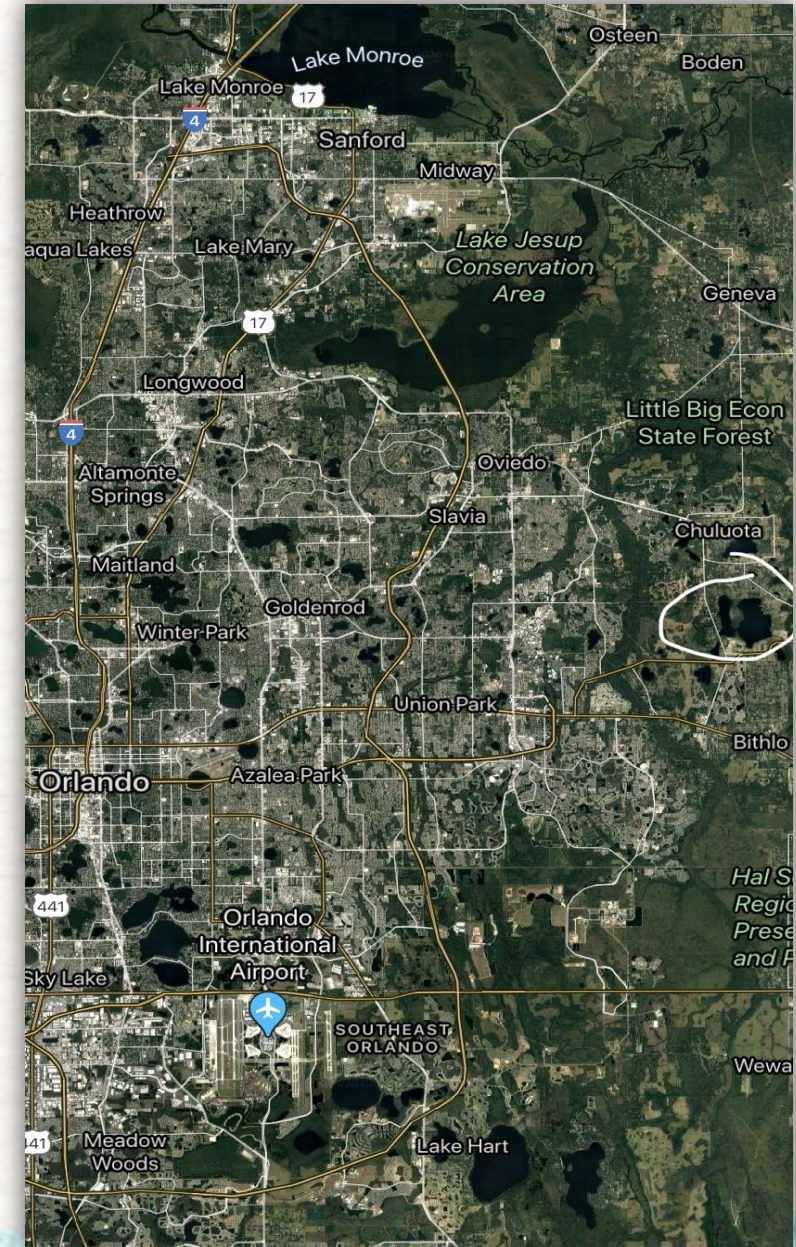 Osteen
Lake Monroe
Boden
Lake Monroe
17
4
Sanford
Midway
Heathrow
aqua Lakes
Lake Mary
Lake Jesup
Conservation
Area
Geneva
17
Longwood
Little Big Econ
State Forest
4
Altamonte
Springs
Oviedo
Slavia
Chuluota
Maitland
Goldenrod
Winter Park
Union Park
Bithlo
Orlando
Azalea Park
Hal S
Regio
Prese
and P
441
Orlando
International
Airport
Sky Lake
SOUTHEAST
ORLANDO
Wewa
41
Meadow
Woods
Lake Hart